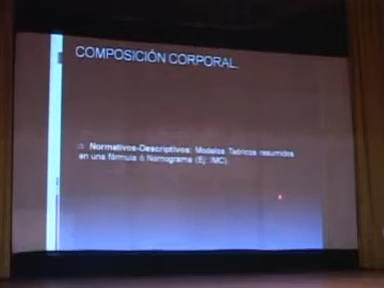 COMPOSICIÓN CORPORAL.
Normativos-Descriptivos: Modelos Teóricos resumidos
en una fórmula ó Nomograma (Ej: IMC).